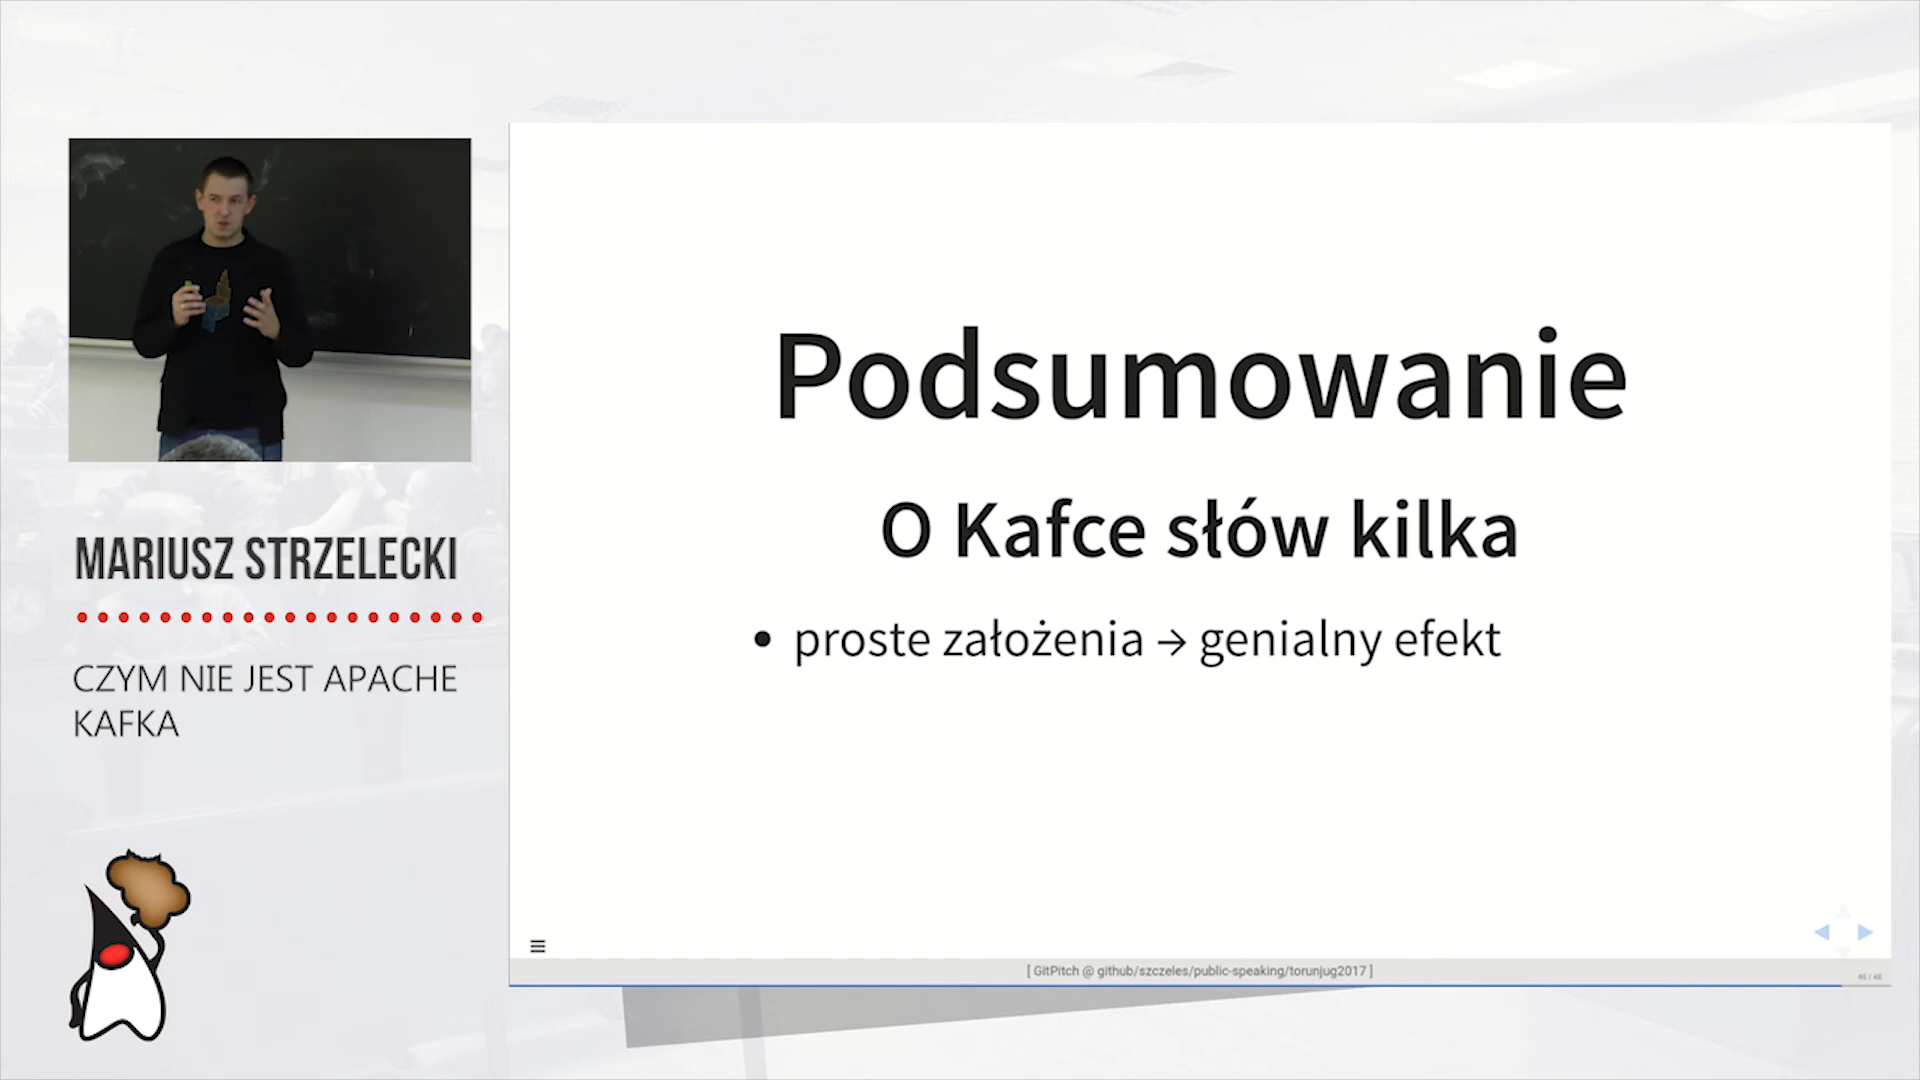 MARIUSZ STRZELECKI
CZYM NIE JEST APACHE
KAFKA
Podsumowanie
O Kafce słów kilka
• proste założenia → genialny efekt
[ GitPitch @ github/szczeles/public-speaking/torunjug2017 ]